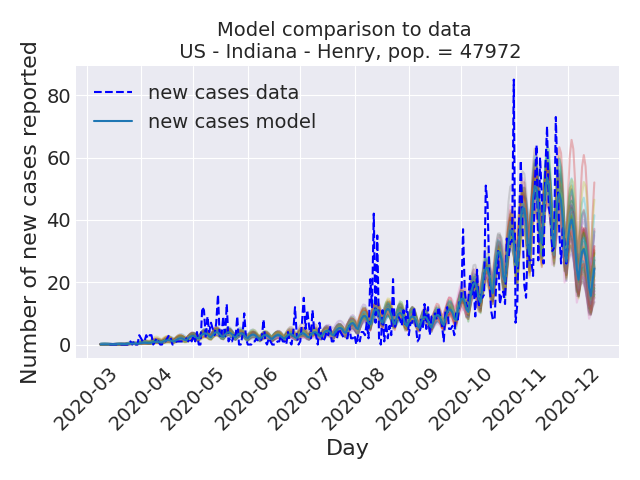 Model comparison to data
US - Indiana - Henry, pop. = 47972
Number of new cases reported
80
60
40
20
0
new cases data
new cases model
2020-03
2020-04
2020-05
2020-06
2020-07
2020-08
2020-09
2020-10
2020-11
2020-12
Day